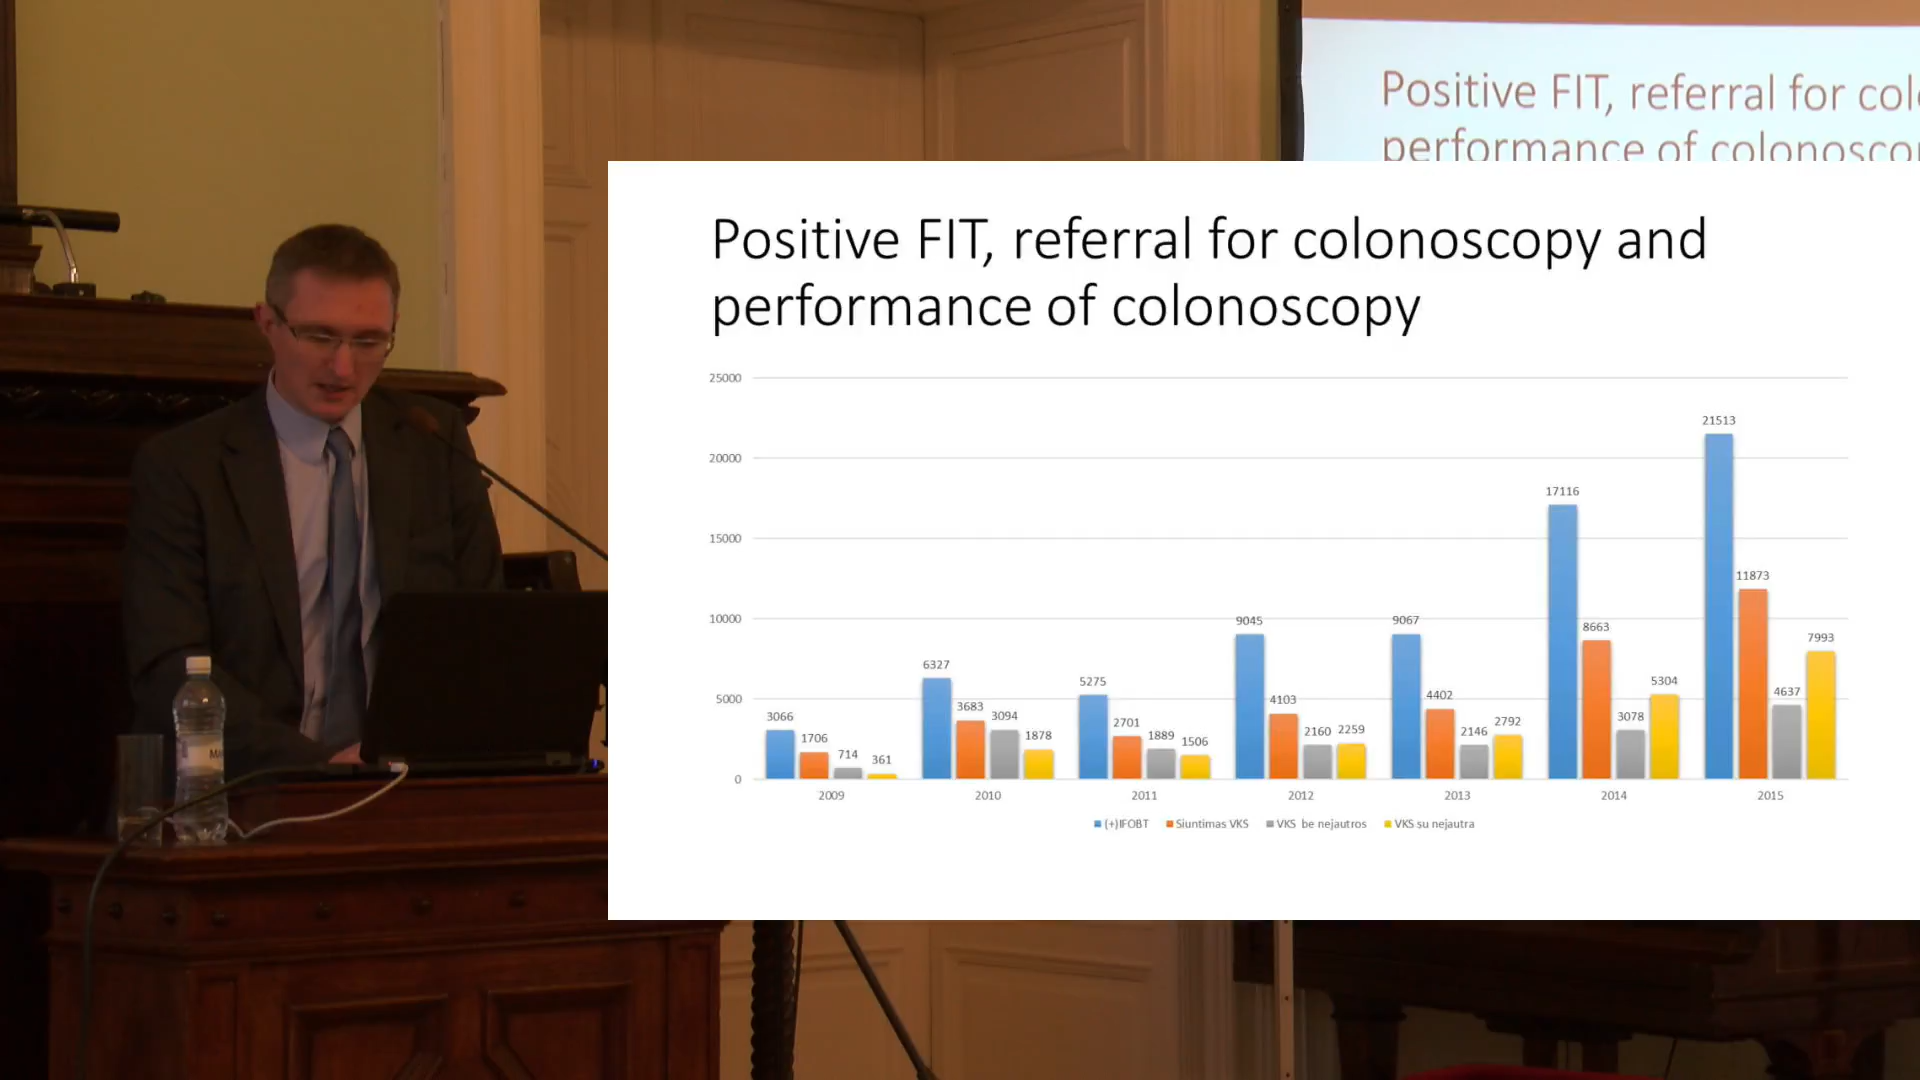 Positive FIT, referral for
performance of
Positive FIT, referral for colonoscopy and
performance of colonoscopy
25000
20000
15000
10000
5000
0
3066 1706 714 361
6327 3683 3094 1878
5275 2701 1889 1506
9045 4103 2160 2259
9067 4402 2146 2792
17116 8663 3078 5304
21513 11873 4637 7993
2009 2010 2011 2012 2013 2014 2015
(+)IFOBT Siuntimas VKS VKS be nejautros VKS su nejautra